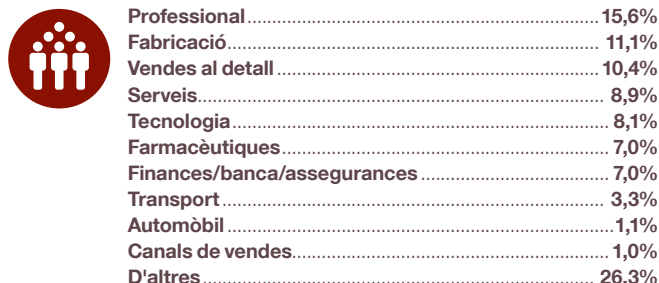 Professional 15,6%
Fabricació 11,1%
Vendes al detall 10,4%
Serveis 8,9%
Tecnologia 8,1%
Farmacèutiques 7,0%
Finances/banca/assegurances 7,0%
Transport 3,3%
Automòbil 1,1%
Canals de vendes 1,0%
D'altres 26,3%